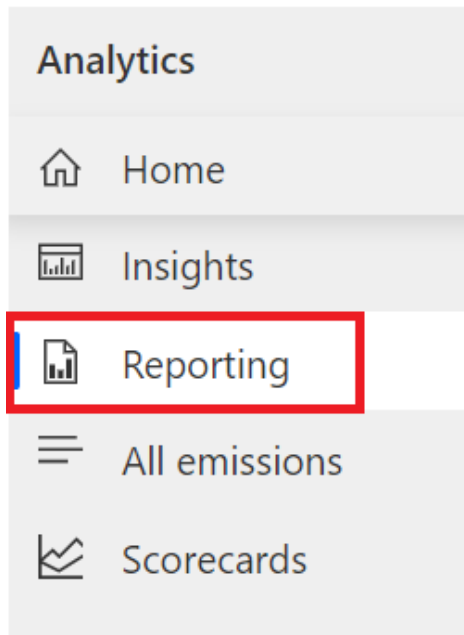 Analytics
Home
Insights
Reporting
All emissions
Scorecards